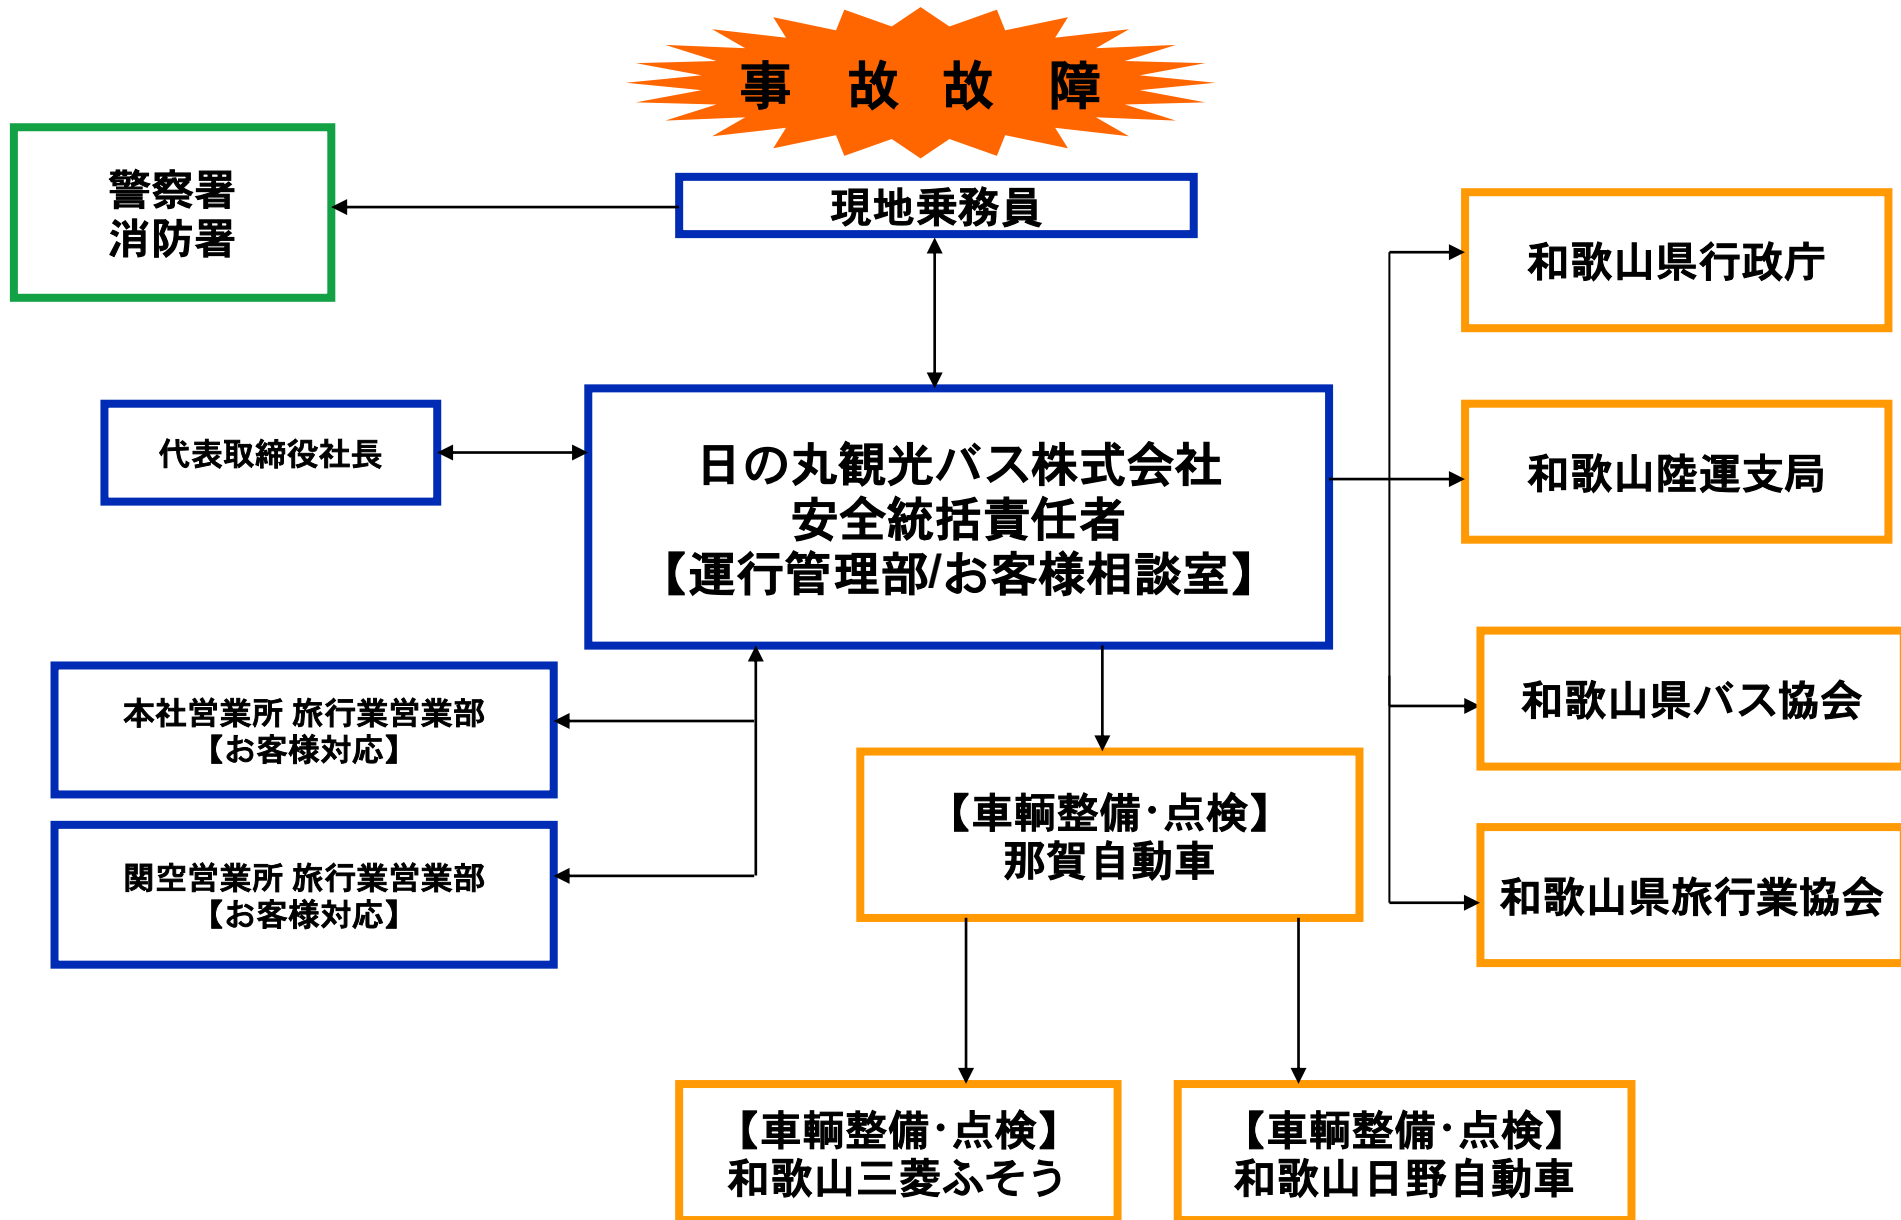 事　故　故　障
警察署
消防署
現地乗務員
和歌山県行政庁
代表取締役社長
日の丸観光バス株式会社
安全統括責任者
【運行管理部/お客様相談室】
和歌山陸運支局
本社営業所 旅行業営業部
【お客様対応】
和歌山県バス協会
【車輌整備･点検】
那賀自動車
関空営業所 旅行業営業部
【お客様対応】
和歌山県旅行業協会
【車輌整備･点検】
和歌山三菱ふそう
【車輌整備･点検】
和歌山日野自動車